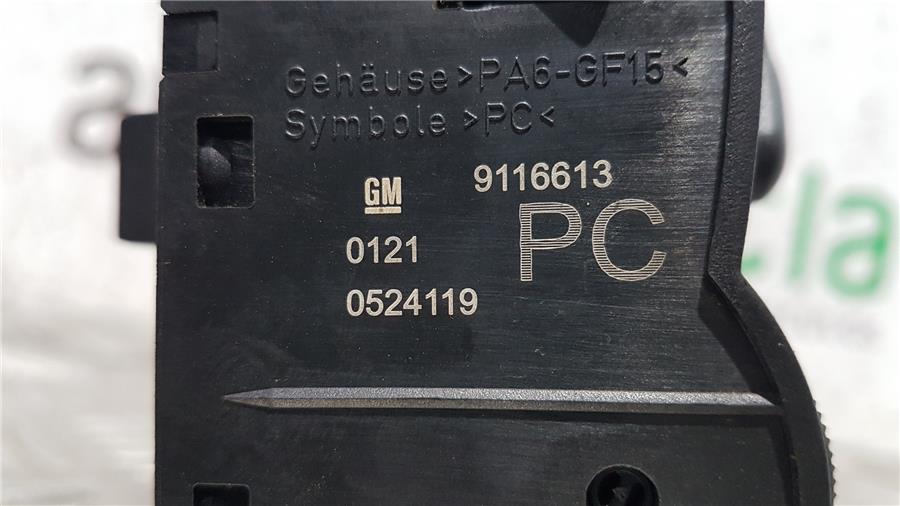 Gehäuse >PA6-GF15<
Symbole >PC<
GM 9116613
PC
0121
0524119